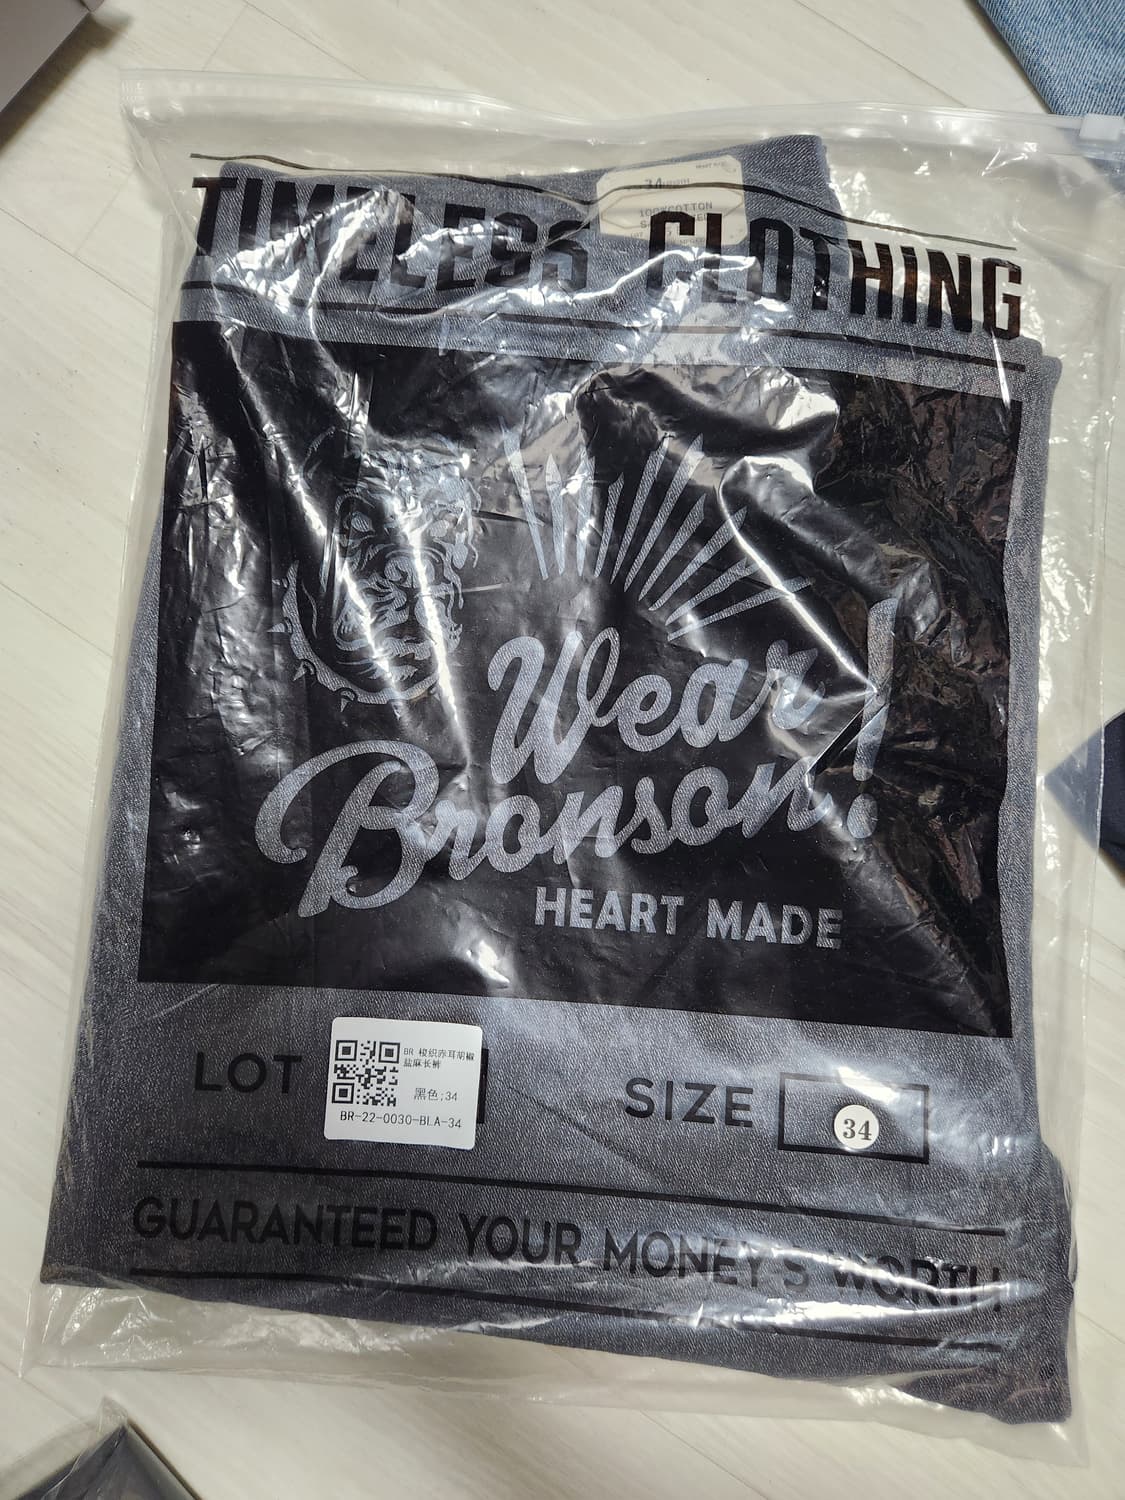 34
100%COTTON
TIMELESS CLOTHING
Wear!
Bronson!
HEART MADE
LOT
BR 梭织赤耳胡椒
盐麻长裤
黑色;34
BR-22-0030-BLA-34
SIZE
34
GUARANTEED YOUR MONEY'S WORTH